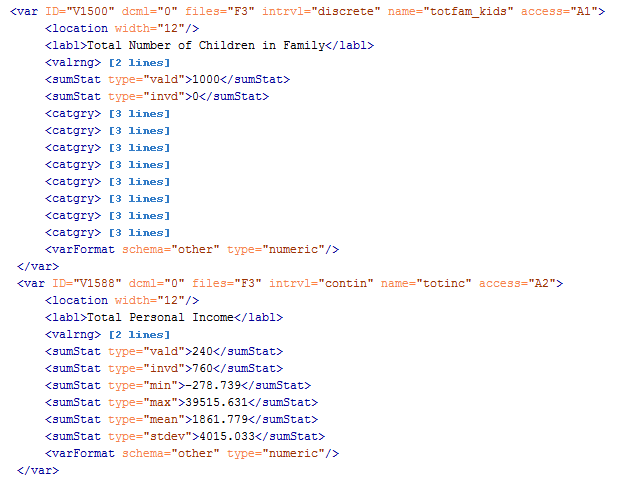 <var ID="V1500" dcml="0" files="F3" intrvl="discrete" name="totfam_kids" access="A1">
<location width="12"/>
<labl>Total Number of Children in Family</labl>
<valrng> [2 lines]
<sumStat type="vald">1000</sumStat>
<sumStat type="invd">0</sumStat>
<catgry> [3 lines]
<catgry> [3 lines]
<catgry> [3 lines]
<catgry> [3 lines]
<catgry> [3 lines]
<catgry> [3 lines]
<catgry> [3 lines]
<catgry> [3 lines]
<varFormat schema="other" type="numeric"/>
</var>
<var ID="V1588" dcml="0" files="F3" intrvl="contin" name="totinc" access="A2">
<location width="12"/>
<labl>Total Personal Income</labl>
<valrng> [2 lines]
<sumStat type="vald">240</sumStat>
<sumStat type="invd">760</sumStat>
<sumStat type="min">-278.739</sumStat>
<sumStat type="max">39515.631</sumStat>
<sumStat type="mean">1861.779</sumStat>
<sumStat type="stdev">4015.033</sumStat>
<varFormat schema="other" type="numeric"/>
</var>